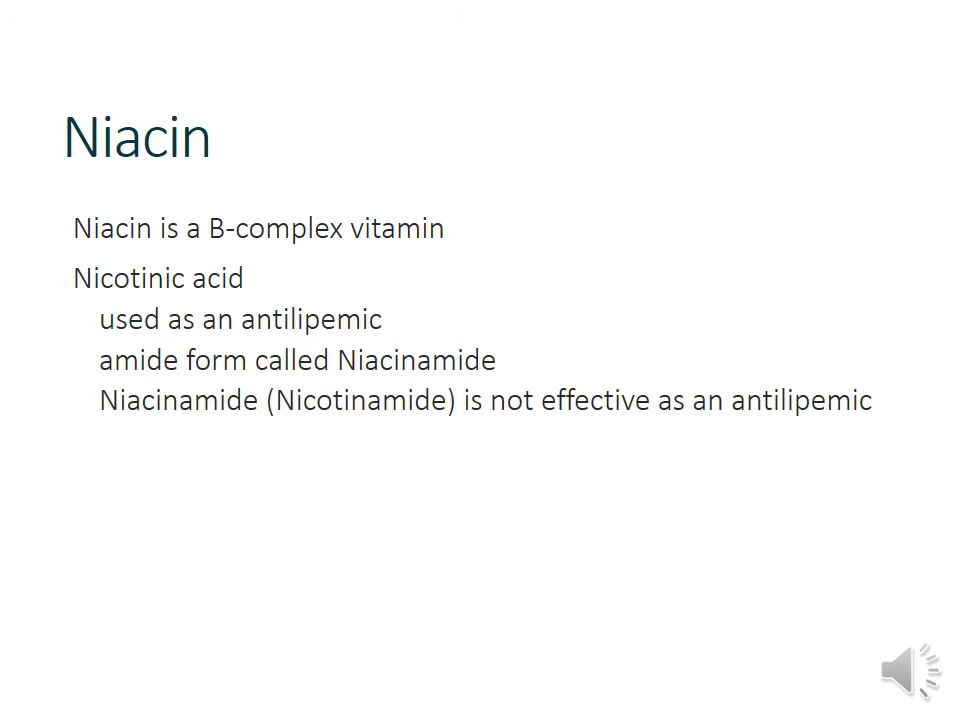 Niacin
Niacin is a B-complex vitamin
Nicotinic acid
used as an antilipemic
amide form called Niacinamide
Niacinamide (Nicotinamide) is not effective as an antilipemic